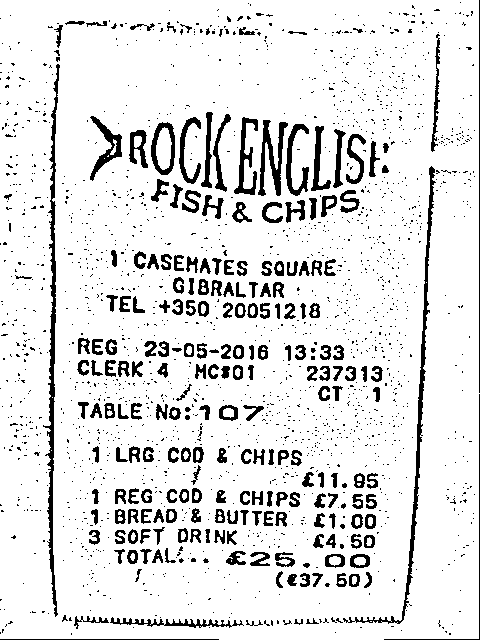 ROCK ENGLISH
FISH & CHIPS
1 CASEMATES SQUARE
GIBRALTAR
TEL +350 20051218
REG 23-05-2016 13:33
CLERK 4 MC#01 237313
CT 1
TABLE No: 107
1 LRG COD & CHIPS
£11.95
1 REG COD & CHIPS £7.55
1 BREAD & BUTTER £1.00
3 SOFT DRINK £4.50
TOTAL... £25.00
(€37.50)